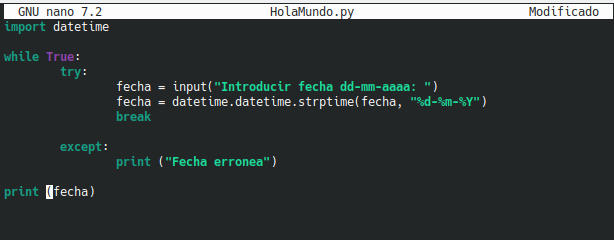 GNU nano 7.2 HolaMundo.py Modificado
import datetime
while True:
try:
fecha = input("Introducir fecha dd-mm-aaaa: ")
fecha = datetime.datetime.strptime(fecha, "%d-%m-%Y")
break
except:
print ("Fecha erronea")
print (fecha)